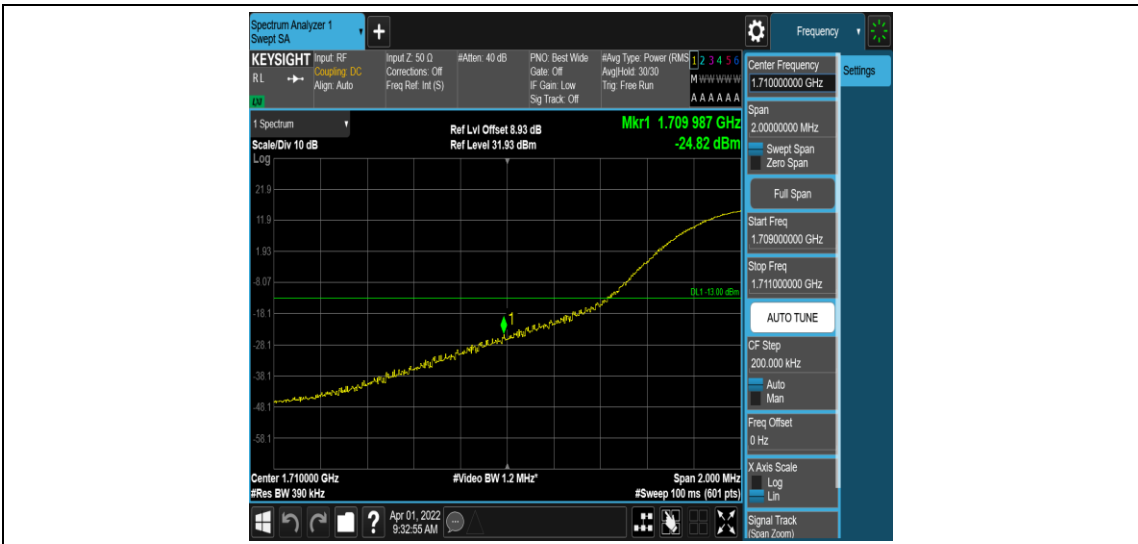 Spectrum Analyzer 1
Swept SA
+
Frequency
KEYSIGHT
RL
LXI
Input: RF
Coupling: DC
Align: Auto
Input Z: 50 Ω
Corrections: Off
Freq Ref: Int (S)
#Atten: 40 dB
PNO: Best Wide
Gate: Off
IF Gain: Low
Sig Track: Off
#Avg Type: Power (RMS
Avg|Hold: 30/30
Trig: Free Run
1 2 3 4 5 6
M W W W W W
A A A A A A
1 Spectrum
Scale/Div 10 dB
Log
Ref Lvl Offset 8.93 dB
Ref Level 31.93 dBm
Mkr1 1.709 987 GHz
-24.82 dBm
21.9
11.9
1.93
-8.07
-18.1
-28.1
-38.1
-48.1
-58.1
DL1 -13.00 dBm
1
Center 1.710000 GHz
#Res BW 390 kHz
#Video BW 1.2 MHz*
Span 2.000 MHz
#Sweep 100 ms (601 pts)
?
Apr 01, 2022
9:32:55 AM
Center Frequency
1.710000000 GHz
Settings
Span
2.00000000 MHz
Swept Span
Zero Span
Full Span
Start Freq
1.709000000 GHz
Stop Freq
1.711000000 GHz
AUTO TUNE
CF Step
200.000 kHz
Auto
Man
Freq Offset
0 Hz
X Axis Scale
Log
Lin
Signal Track
(Span Zoom)